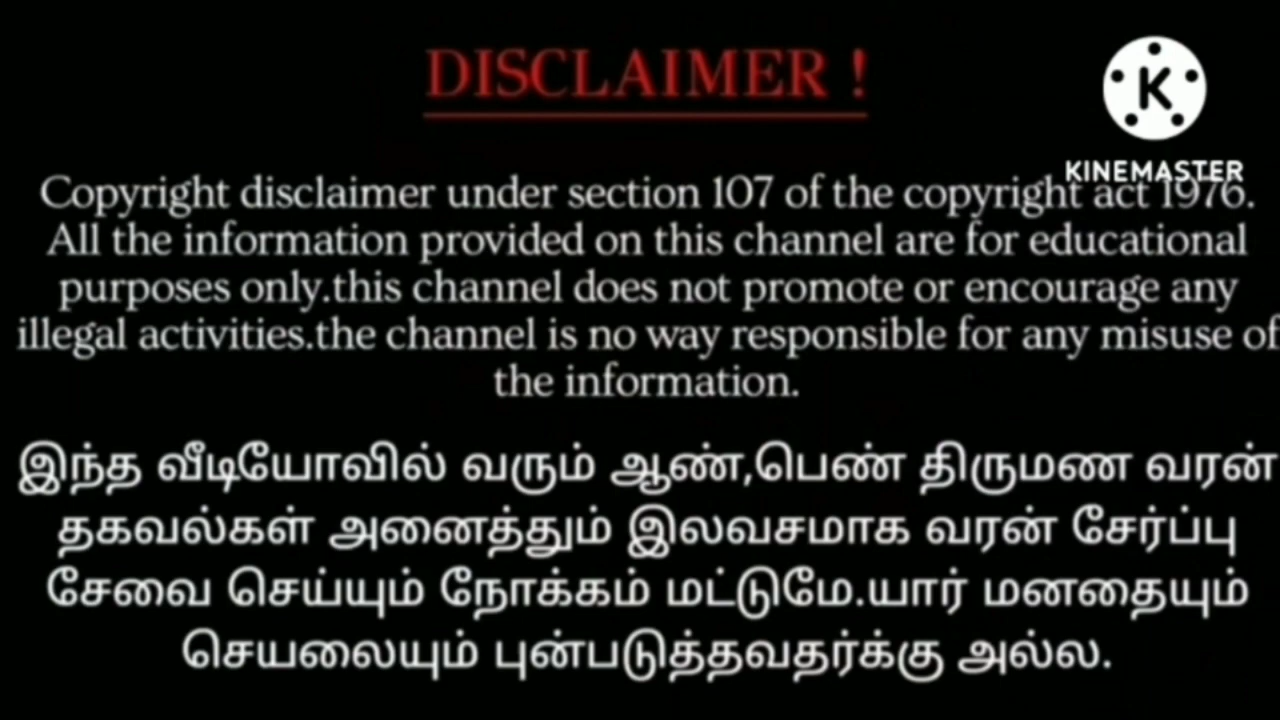 DISCLAIMER !
K
KINEMASTER
Copyright disclaimer under section 107 of the copyright act 1976.
All the information provided on this channel are for educational
purposes only.this channel does not promote or encourage any
illegal activities.the channel is no way responsible for any misuse of
the information.
இந்த வீடியோவில் வரும் ஆண்,பெண் திருமண வரன்
தகவல்கள் அனைத்தும் இலவசமாக வரன் சேர்ப்பு
சேவை செய்யும் நோக்கம் மட்டுமே.யார் மனதையும்
செயலையும் புன்படுத்தவதர்க்கு அல்ல.